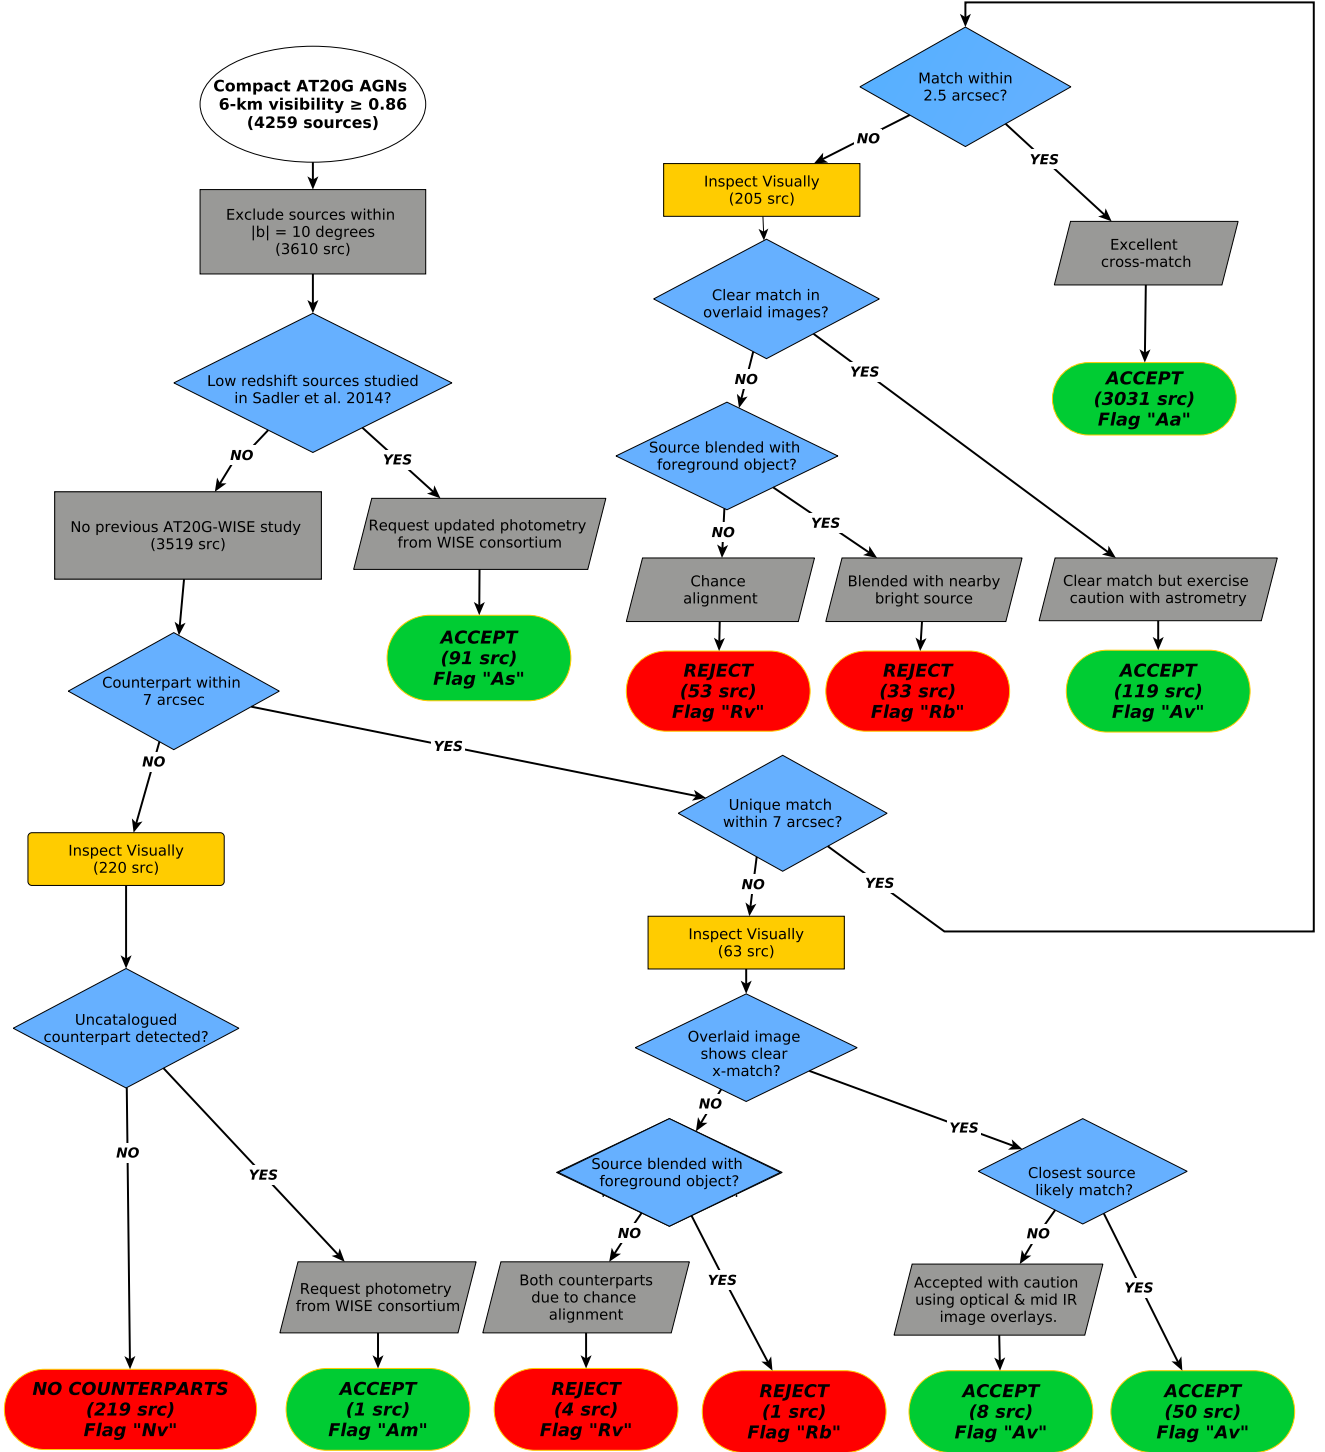 Compact AT20G AGNs
6-km visibility ≥ 0.86
(4259 sources)
Exclude sources within
|b| = 10 degrees
(3610 src)
Low redshift sources studied
in Sadler et al. 2014?
NO
YES
No previous AT20G-WISE study
(3519 src)
Request updated photometry
from WISE consortium
ACCEPT
(91 src)
Flag "As"
Counterpart within
7 arcsec
NO
YES
Inspect Visually
(220 src)
Uncatalogued
counterpart detected?
NO
YES
Request photometry
from WISE consortium
NO COUNTERPARTS
(219 src)
Flag "Nv"
ACCEPT
(1 src)
Flag "Am"
Match within
2.5 arcsec?
NO
YES
Inspect Visually
(205 src)
Excellent
cross-match
ACCEPT
(3031 src)
Flag "Aa"
Clear match in
overlaid images?
NO
YES
Source blended with
foreground object?
NO
YES
Chance
alignment
Blended with nearby
bright source
Clear match but exercise
caution with astrometry
REJECT
(53 src)
Flag "Rv"
REJECT
(33 src)
Flag "Rb"
ACCEPT
(119 src)
Flag "Av"
Unique match
within 7 arcsec?
NO
YES
Inspect Visually
(63 src)
Overlaid image
shows clear
x-match?
NO
YES
Source blended with
foreground object?
NO
YES
Closest source
likely match?
NO
YES
Both counterparts
due to chance
alignment
Accepted with caution
using optical & mid IR
image overlays.
REJECT
(4 src)
Flag "Rv"
REJECT
(1 src)
Flag "Rb"
ACCEPT
(8 src)
Flag "Av"
ACCEPT
(50 src)
Flag "Av"